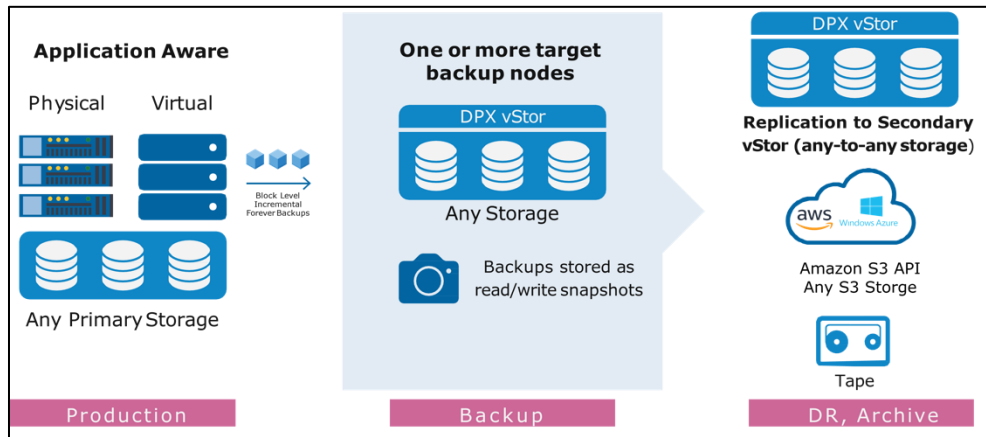 Application Aware
Physical
Virtual
Block Level
Incremental
Forever Backups
Any Primary Storage
Production
One or more target
backup nodes
DPX vStor
Any Storage
Backups stored as
read/write snapshots
Backup
DPX vStor
Replication to Secondary
vStor (any-to-any storage)
aws
Windows Azure
Amazon S3 API
Any S3 Storge
Tape
DR, Archive